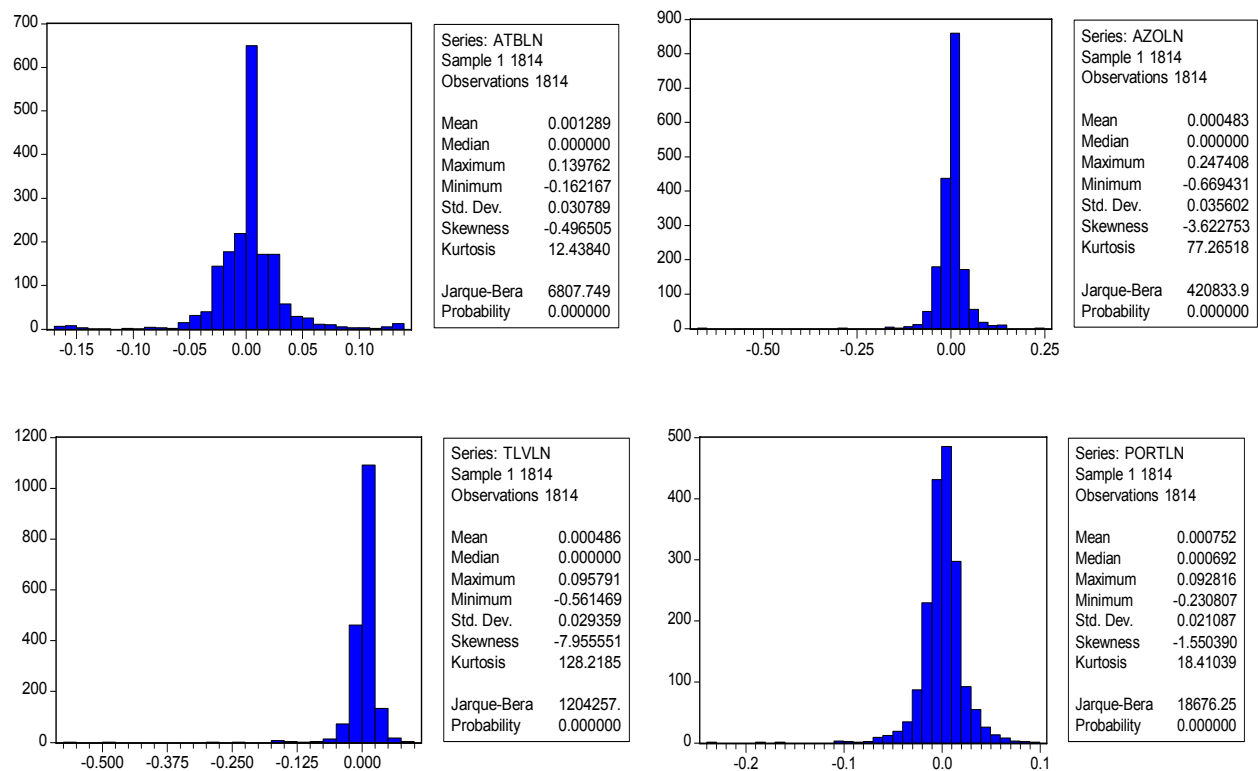 700
600
500
400
300
200
100
0
-0.15 -0.10 -0.05 0.00 0.05 0.10
Series: ATBLN
Sample 1 1814
Observations 1814
Mean 0.001289
Median 0.000000
Maximum 0.139762
Minimum -0.162167
Std. Dev. 0.030789
Skewness -0.496505
Kurtosis 12.43840
Jarque-Bera 6807.749
Probability 0.000000
900
800
700
600
500
400
300
200
100
0
-0.50 -0.25 0.00 0.25
Series: AZOLN
Sample 1 1814
Observations 1814
Mean 0.000483
Median 0.000000
Maximum 0.247408
Minimum -0.669431
Std. Dev. 0.035602
Skewness -3.622753
Kurtosis 77.26518
Jarque-Bera 420833.9
Probability 0.000000
1200
1000
800
600
400
200
0
-0.500 -0.375 -0.250 -0.125 0.000
Series: TLVLN
Sample 1 1814
Observations 1814
Mean 0.000486
Median 0.000000
Maximum 0.095791
Minimum -0.561469
Std. Dev. 0.029359
Skewness -7.955551
Kurtosis 128.2185
Jarque-Bera 1204257.
Probability 0.000000
500
400
300
200
100
0
-0.2 -0.1 0.0 0.1
Series: PORTLN
Sample 1 1814
Observations 1814
Mean 0.000752
Median 0.000692
Maximum 0.092816
Minimum -0.230807
Std. Dev. 0.021087
Skewness -1.550390
Kurtosis 18.41039
Jarque-Bera 18676.25
Probability 0.000000